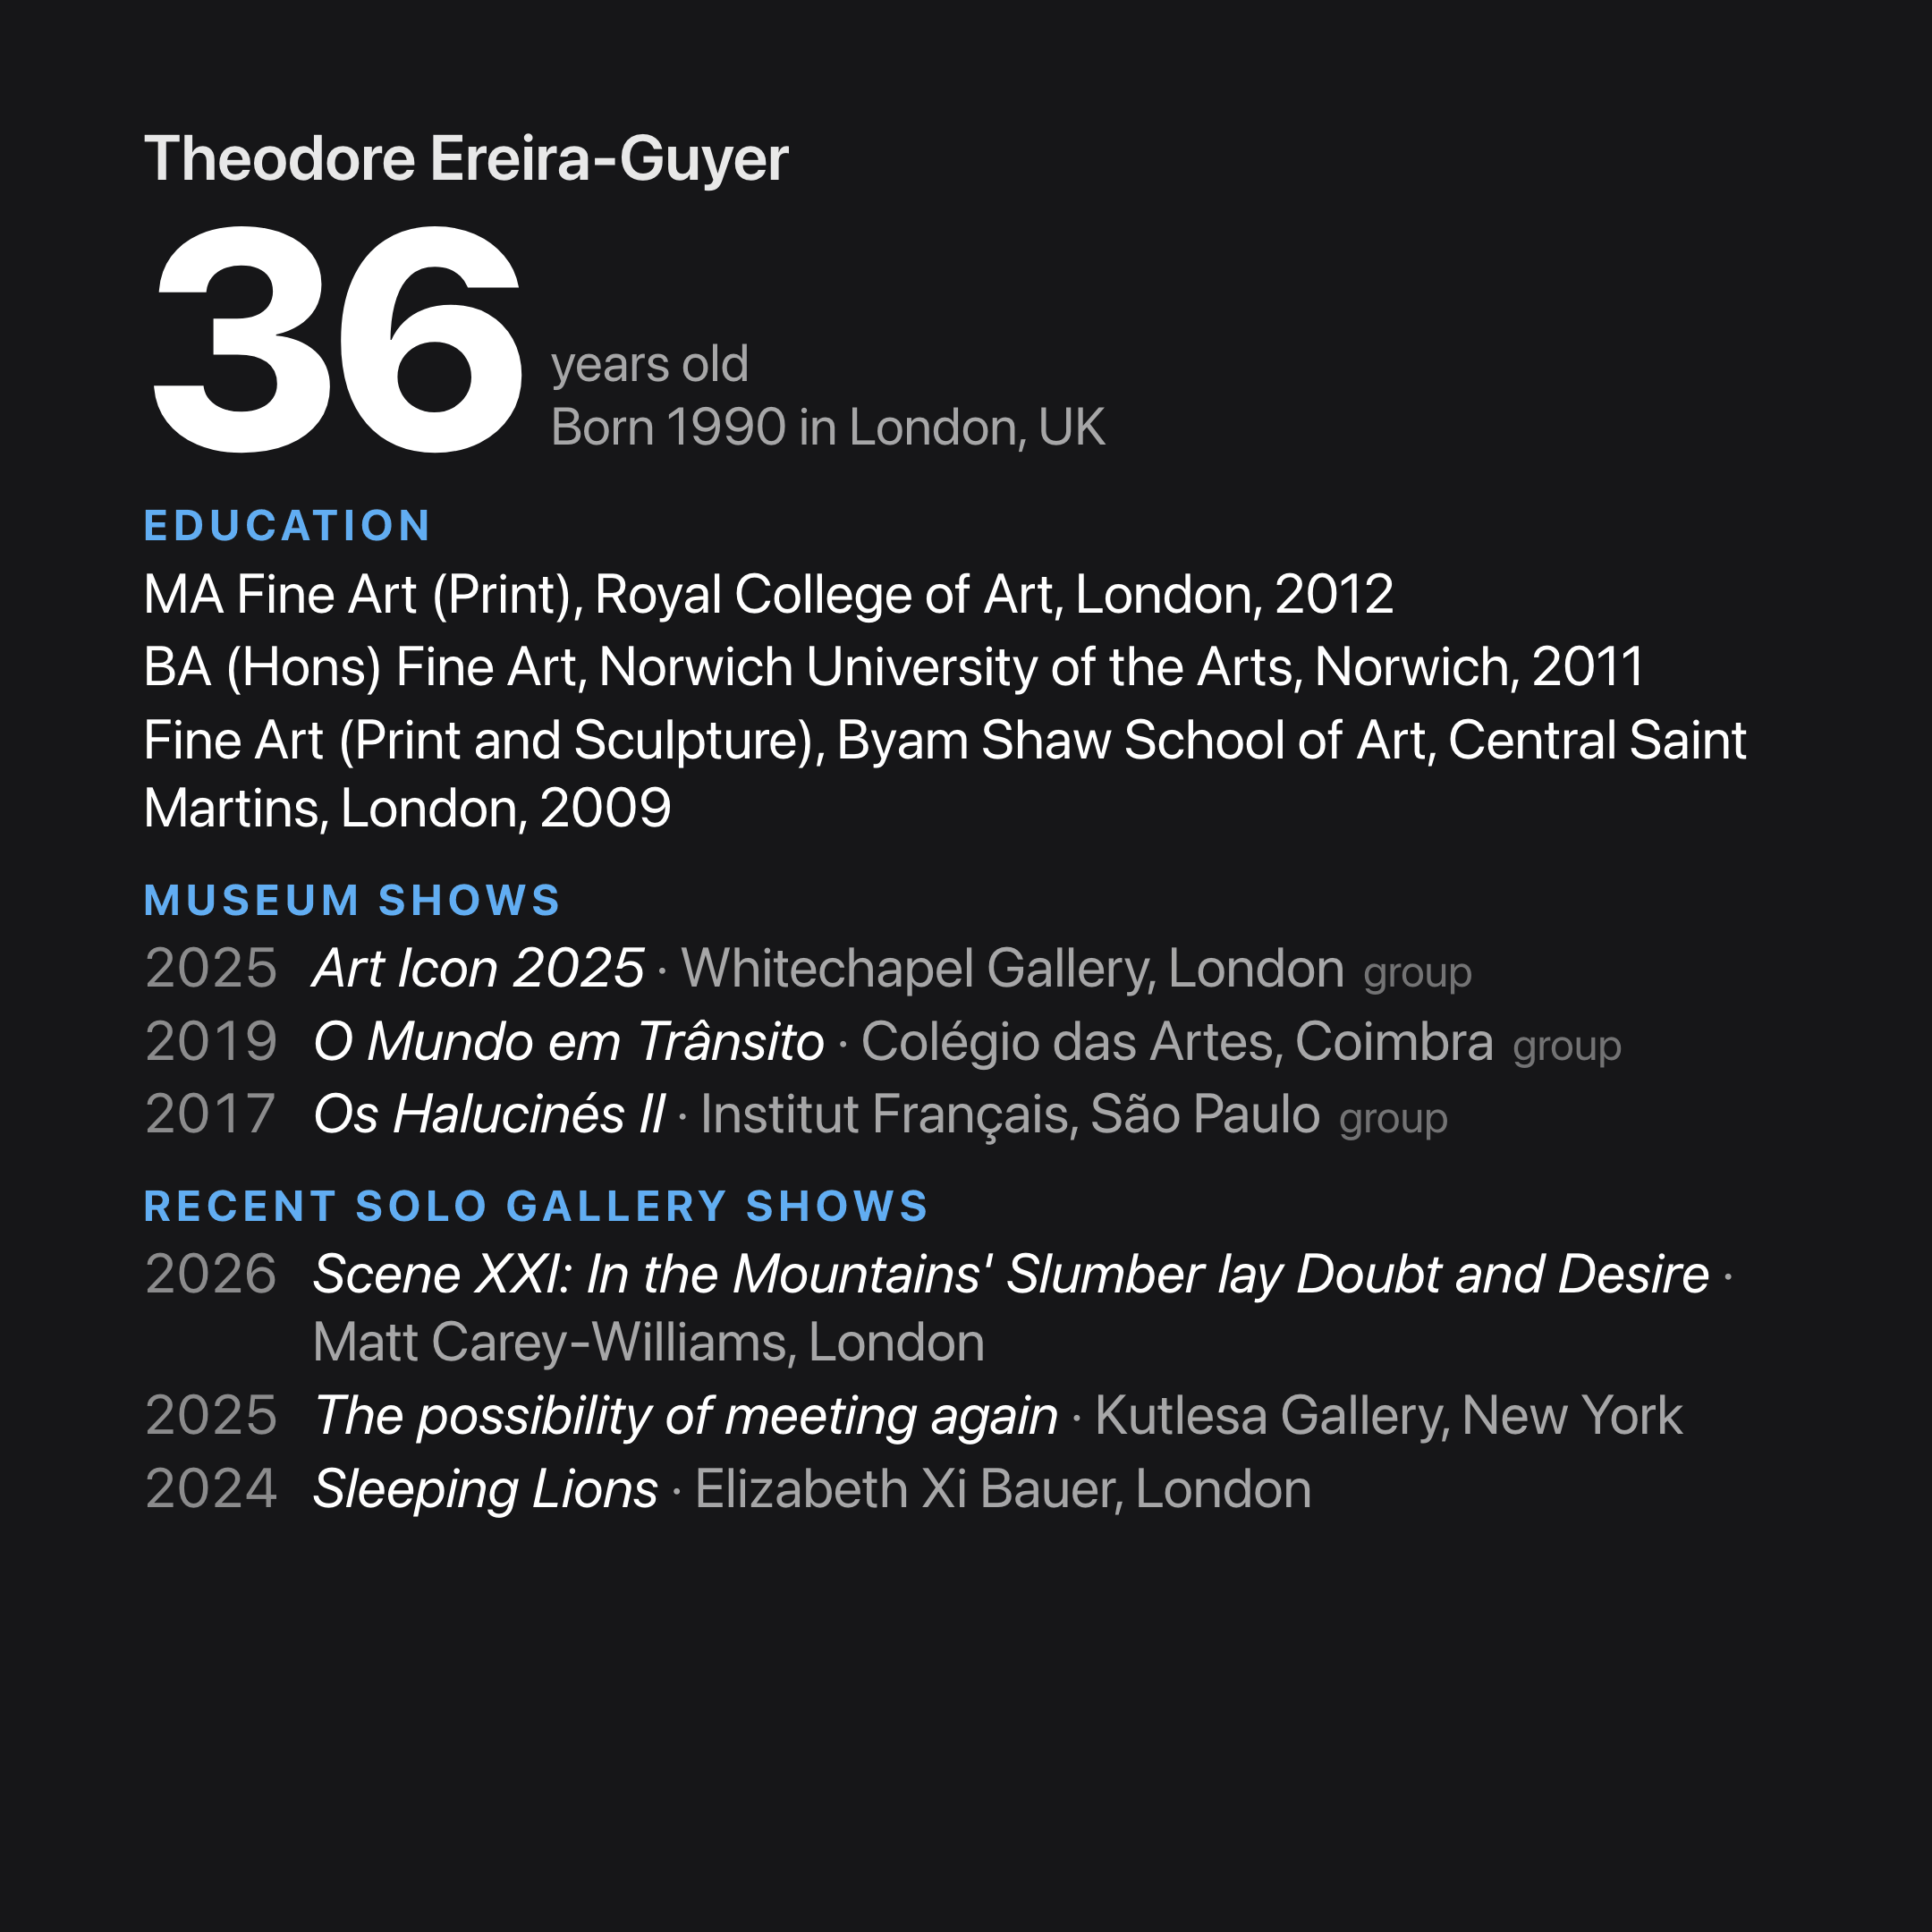 Theodore Ereira-Guyer
36
years old
Born 1990 in London, UK
EDUCATION
MA Fine Art (Print), Royal College of Art, London, 2012
BA (Hons) Fine Art, Norwich University of the Arts, Norwich, 2011
Fine Art (Print and Sculpture), Byam Shaw School of Art, Central Saint
Martins, London, 2009
MUSEUM SHOWS
2025 Art Icon 2025 · Whitechapel Gallery, London group
2019 O Mundo em Trânsito · Colégio das Artes, Coimbra group
2017 Os Halucinés II · Institut Français, São Paulo group
RECENT SOLO GALLERY SHOWS
2026 Scene XXI: In the Mountains' Slumber lay Doubt and Desire ·
Matt Carey-Williams, London
2025 The possibility of meeting again · Kutlesa Gallery, New York
2024 Sleeping Lions · Elizabeth Xi Bauer, London